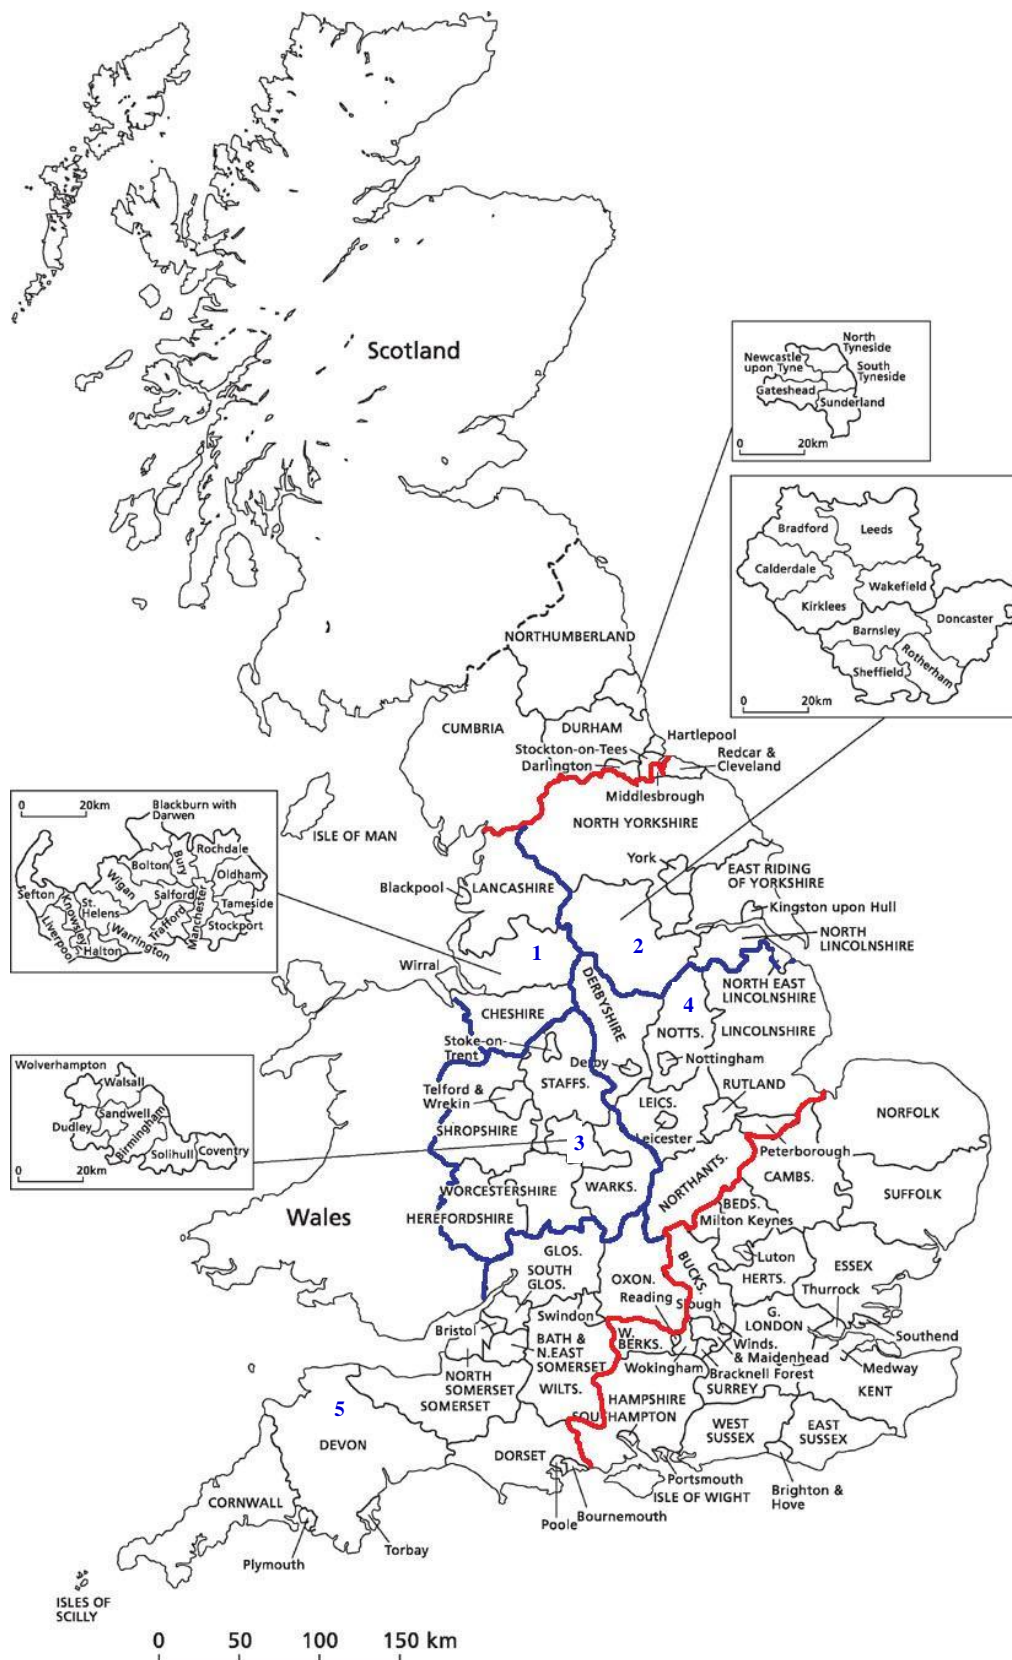 Scotland
North
Tyneside
Newcastle
upon Tyne
South
Tyneside
Gateshead
Sunderland
0 20km
Bradford
Leeds
Calderdale
Wakefield
Kirklees
Doncaster
Barnsley
Rotherham
Sheffield
0 20km
NORTHUMBERLAND
CUMBRIA
DURHAM
Hartlepool
Stockton-on-Tees
Redcar &
Cleveland
Darlington
Middlesbrough
NORTH YORKSHIRE
ISLE OF MAN
0 20km
Blackburn with
Darwen
Rochdale
Bury
Bolton
Oldham
Wigan
Sefton
Salford
Tameside
St.
Helens
Knowsley
Trafford
Manchester
Stockport
Liverpool
Warrington
Halton
York
EAST RIDING
OF YORKSHIRE
Blackpool
LANCASHIRE
Kingston upon Hull
NORTH
LINCOLNSHIRE
1
2
Wirral
NORTH EAST
LINCOLNSHIRE
DERBYSHIRE
4
CHESHIRE
NOTTS.
LINCOLNSHIRE
Stoke-on-
Trent
Nottingham
Derby
Wolverhampton
Walsall
Sandwell
Dudley
Birmingham
Solihull
Coventry
0 20km
STAFFS.
Telford &
Wrekin
RUTLAND
LEICS.
NORFOLK
SHROPSHIRE
3
Leicester
Peterborough
NORTHANTS.
CAMBS.
WORCESTERSHIRE
WARKS.
SUFFOLK
Wales
HEREFORDSHIRE
BEDS.
Milton Keynes
GLOS.
Luton
ESSEX
SOUTH
GLOS.
OXON.
BUCKS.
HERTS.
Thurrock
Reading
Slough
G.
LONDON
Swindon
Southend
Bristol
W.
BERKS.
Winds.
& Maidenhead
BATH &
N.EAST
SOMERSET
Wokingham
Bracknell Forest
Medway
NORTH
SOMERSET
WILTS.
SURREY
KENT
HAMPSHIRE
SOMERSET
5
SOUTHAMPTON
WEST
SUSSEX
EAST
SUSSEX
DEVON
DORSET
Portsmouth
ISLE OF WIGHT
Brighton &
Hove
CORNWALL
Poole
Bournemouth
Torbay
Plymouth
ISLES OF
SCILLY
0 50 100 150 km